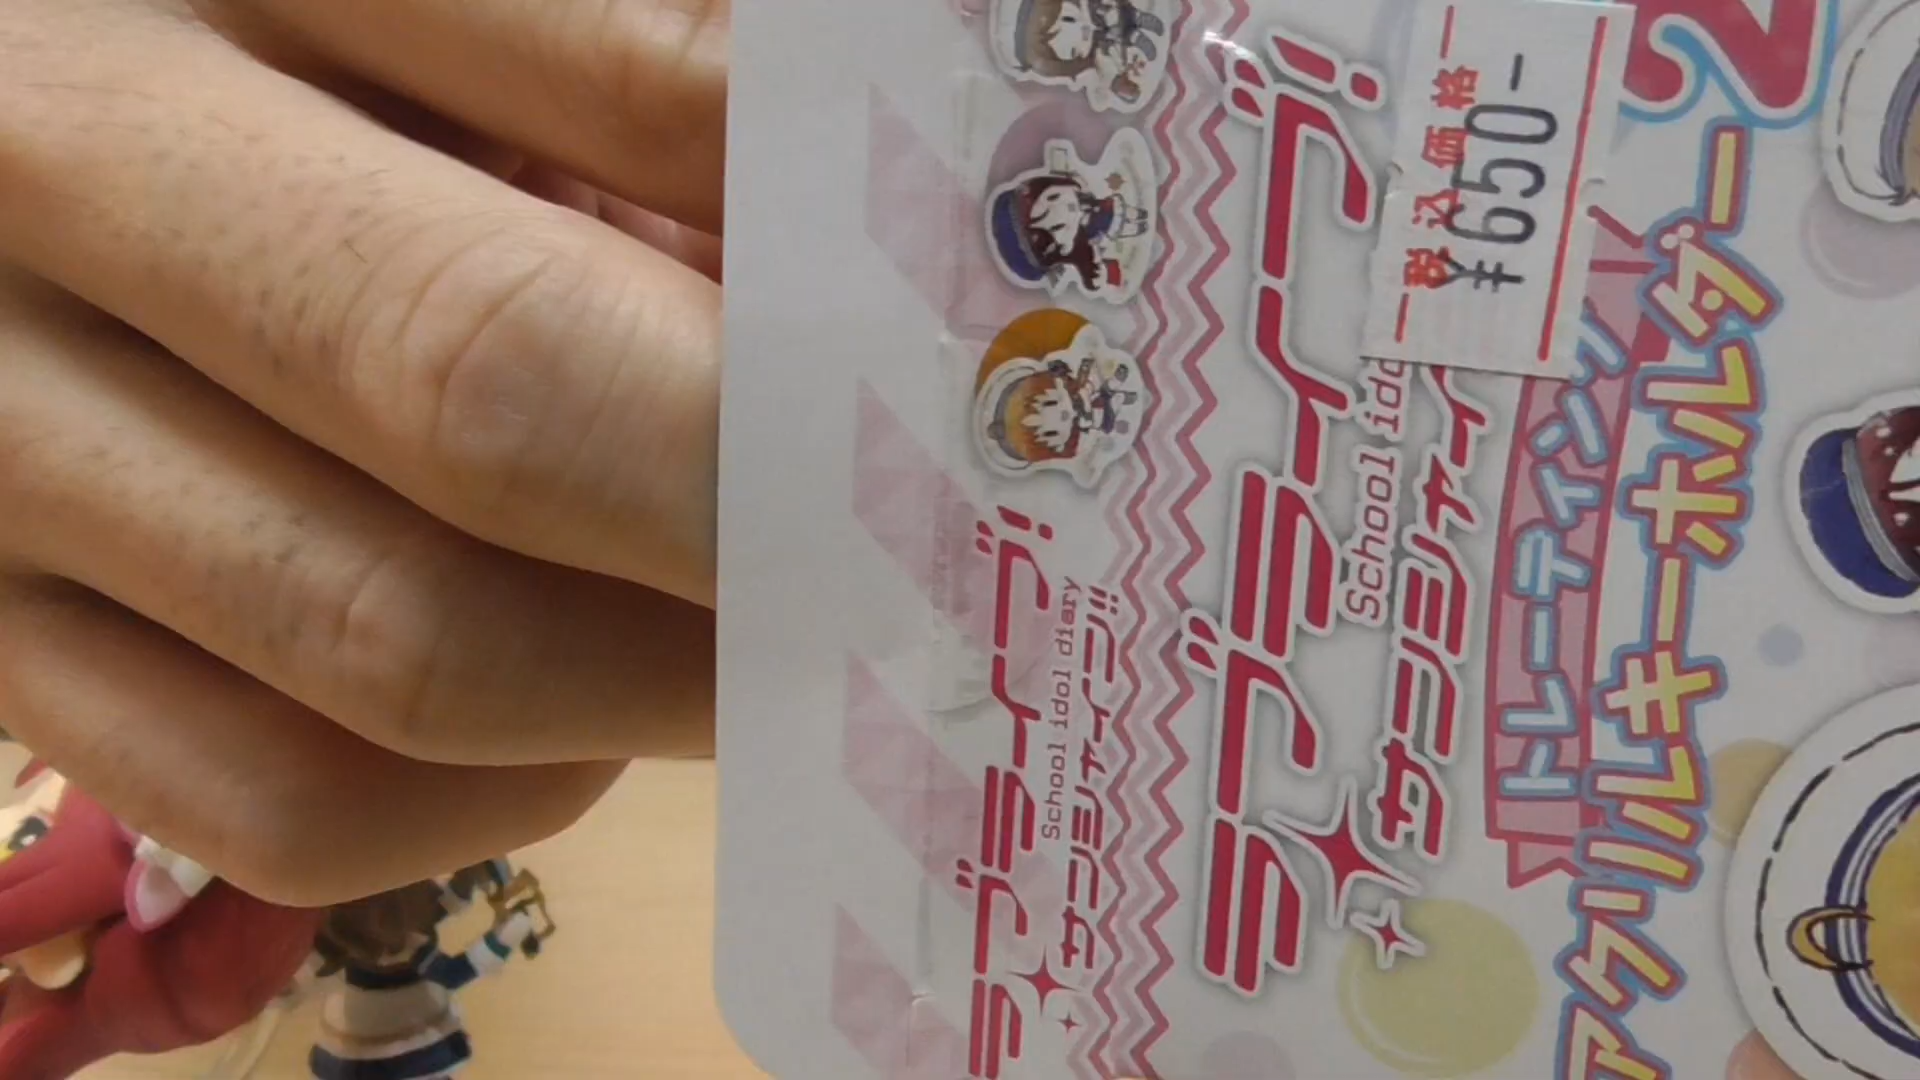 ラブライブ!
School idol diary
サンシャイン!!
ラブライブ!
School ido
サンシャイ
税込価格
¥650-
トレーディング
アクリルキーホルダー
2